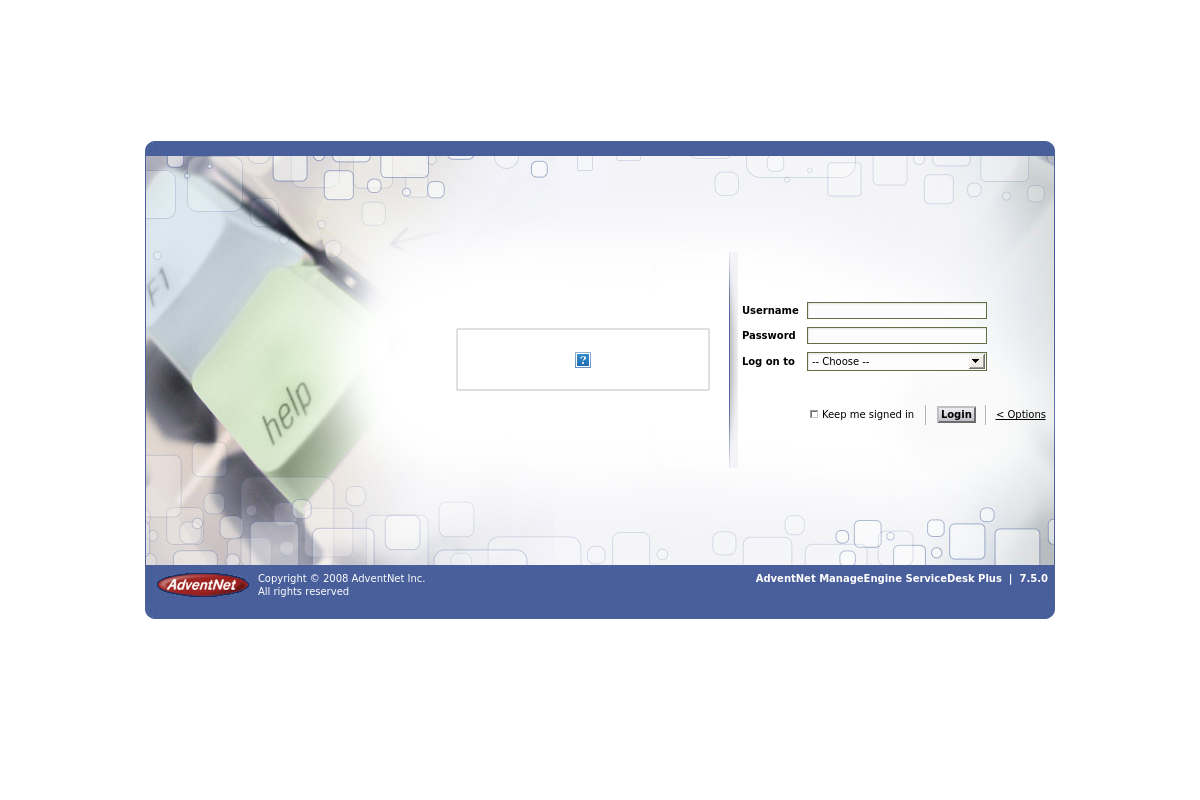 F1
help
Username
Password
Log on to
-- Choose --
Keep me signed in
Login
< Options
AdventNet
Copyright © 2008 AdventNet Inc.
All rights reserved
AdventNet ManageEngine ServiceDesk Plus | 7.5.0